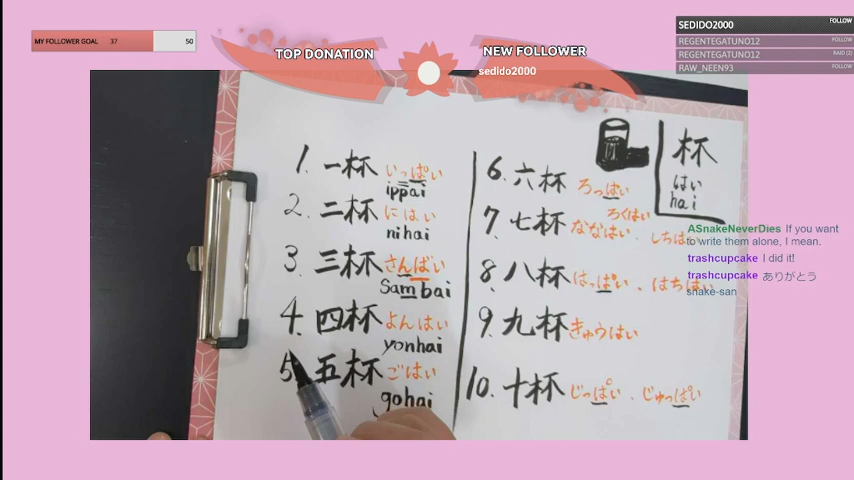 MY FOLLOWER GOAL 37 50
TOP DONATION
NEW FOLLOWER
sedido2000
SEDIDO2000 FOLLOW
REGENTEGATUNO12 FOLLOW
REGENTEGATUNO12 RAID (2)
RAW_NEEN93 FOLLOW
1. 一杯 いっぱい
ippai
2. 二杯 にはい
nihai
3. 三杯 さんばい
Sambai
4. 四杯 よんはい
yonhai
5. 五杯 ごはい
gohai
6. 六杯 ろっぱい
ろくはい
7. 七杯 ななはい、しちはい
8. 八杯 はっぱい、はちはい
9. 九杯 きゅうはい
10. 十杯 じっぱい、じゅっぱい
杯
はい
hai
ASnakeNeverDies If you want
to write them alone, I mean.
trashcupcake I did it!
trashcupcake ありがとう
snake-san